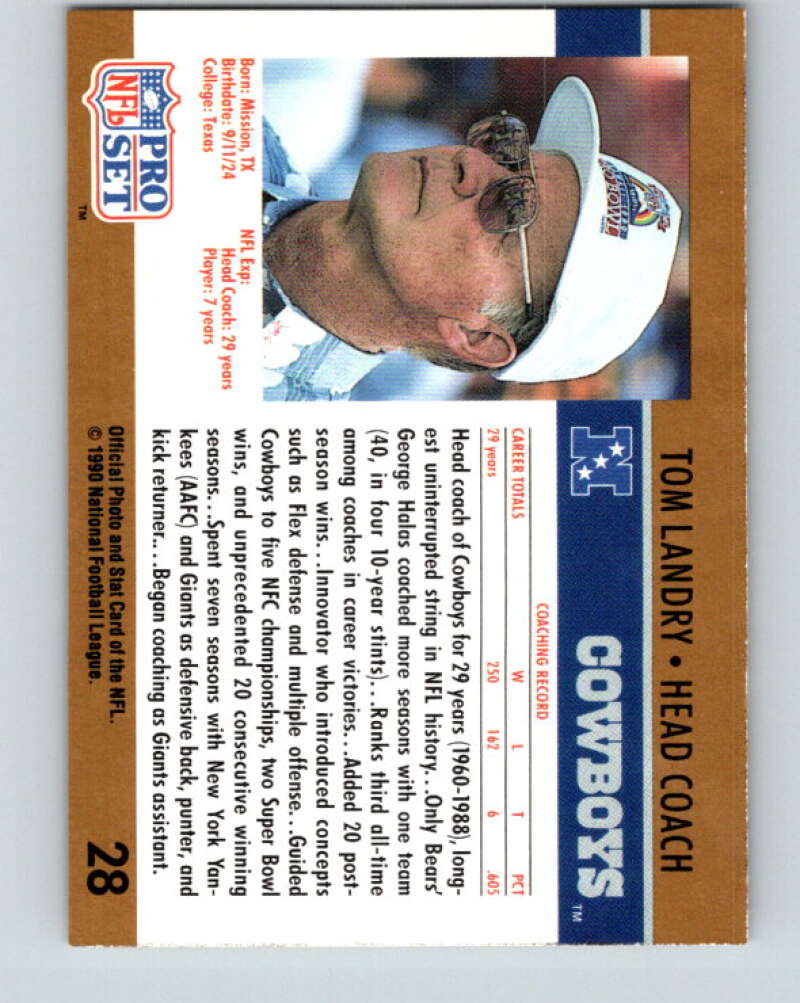 TOM LANDRY • HEAD COACH
COWBOYS™
PRO BOWL
COACHING RECORD
CAREER TOTALS W L T PCT
29 years 250 162 6 .605
Head coach of Cowboys for 29 years (1960-1988), long-
est uninterrupted string in NFL history...Only Bears'
George Halas coached more seasons with one team
(40, in four 10-year stints)...Ranks third all-time
among coaches in career victories...Added 20 post-
season wins...Innovator who introduced concepts
such as Flex defense and multiple offense...Guided
Cowboys to five NFC championships, two Super Bowl
wins, and unprecedented 20 consecutive winning
seasons...Spent seven seasons with New York Yan-
kees (AAFC) and Giants as defensive back, punter, and
kick returner...Began coaching as Giants assistant.
Born: Mission, TX
Birthdate: 9/11/24
College: Texas
NFL Exp:
Head Coach: 29 years
Player: 7 years
NFL PRO
SET
™
Official Photo and Stat Card of the NFL.
© 1990 National Football League.
28